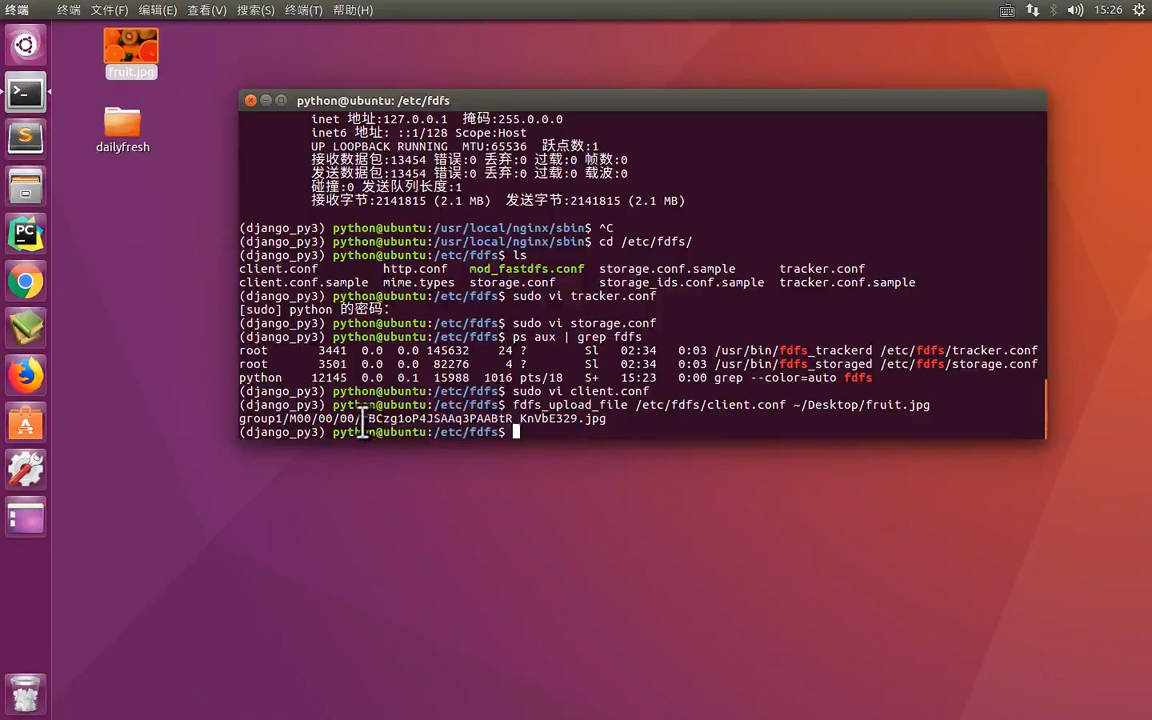 终端 终端 文件(F) 编辑(E) 查看(V) 搜索(S) 终端(T) 帮助(H) 15:26
fruit.jpg
dailyfresh
python@ubuntu: /etc/fdfs
inet 地址:127.0.0.1 掩码:255.0.0.0
inet6 地址: ::1/128 Scope:Host
UP LOOPBACK RUNNING MTU:65536 跃点数:1
接收数据包:13454 错误:0 丢弃:0 过载:0 帧数:0
发送数据包:13454 错误:0 丢弃:0 过载:0 载波:0
碰撞:0 发送队列长度:1
接收字节:2141815 (2.1 MB) 发送字节:2141815 (2.1 MB)
(django_py3) python@ubuntu:/usr/local/nginx/sbin$ ^C
(django_py3) python@ubuntu:/usr/local/nginx/sbin$ cd /etc/fdfs/
(django_py3) python@ubuntu:/etc/fdfs$ ls
client.conf http.conf mod_fastdfs.conf storage.conf.sample tracker.conf
client.conf.sample mime.types storage.conf storage_ids.conf.sample tracker.conf.sample
(django_py3) python@ubuntu:/etc/fdfs$ sudo vi tracker.conf
[sudo] python 的密码:
(django_py3) python@ubuntu:/etc/fdfs$ sudo vi storage.conf
(django_py3) python@ubuntu:/etc/fdfs$ ps aux | grep fdfs
root 3441 0.0 0.0 145632 24 ? Sl 02:34 0:03 /usr/bin/fdfs_trackerd /etc/fdfs/tracker.conf
root 3501 0.0 0.0 82276 4 ? Sl 02:34 0:03 /usr/bin/fdfs_storaged /etc/fdfs/storage.conf
python 12145 0.0 0.1 15988 1016 pts/18 S+ 15:23 0:00 grep --color=auto fdfs
(django_py3) python@ubuntu:/etc/fdfs$ sudo vi client.conf
(django_py3) python@ubuntu:/etc/fdfs$ fdfs_upload_file /etc/fdfs/client.conf ~/Desktop/fruit.jpg
group1/M00/00/00/ BCzg1oP4JSAAq3PAABtR_KnVbE329.jpg
(django_py3) python@ubuntu:/etc/fdfs$